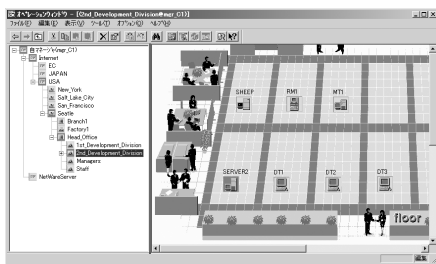 オペレーションウィンドウ - [(2nd_Development_Division@mgr_C1)]
ファイル(F) 編集(E) 表示(V) ツール(T) オプション(O) ヘルプ(H)
自マネージャ(mgr_C1)
Internet
EC
JAPAN
USA
New_York
Salt_Lake_City
San_Francisco
Seatle
Branch1
Factory1
Head_Office
1st_Development_Division
2nd_Development_Division
Managers
Staff
NetWareServer
SHEEP RM1 MT1
SERVER2 DT1 DT2 DT3
floor
編集